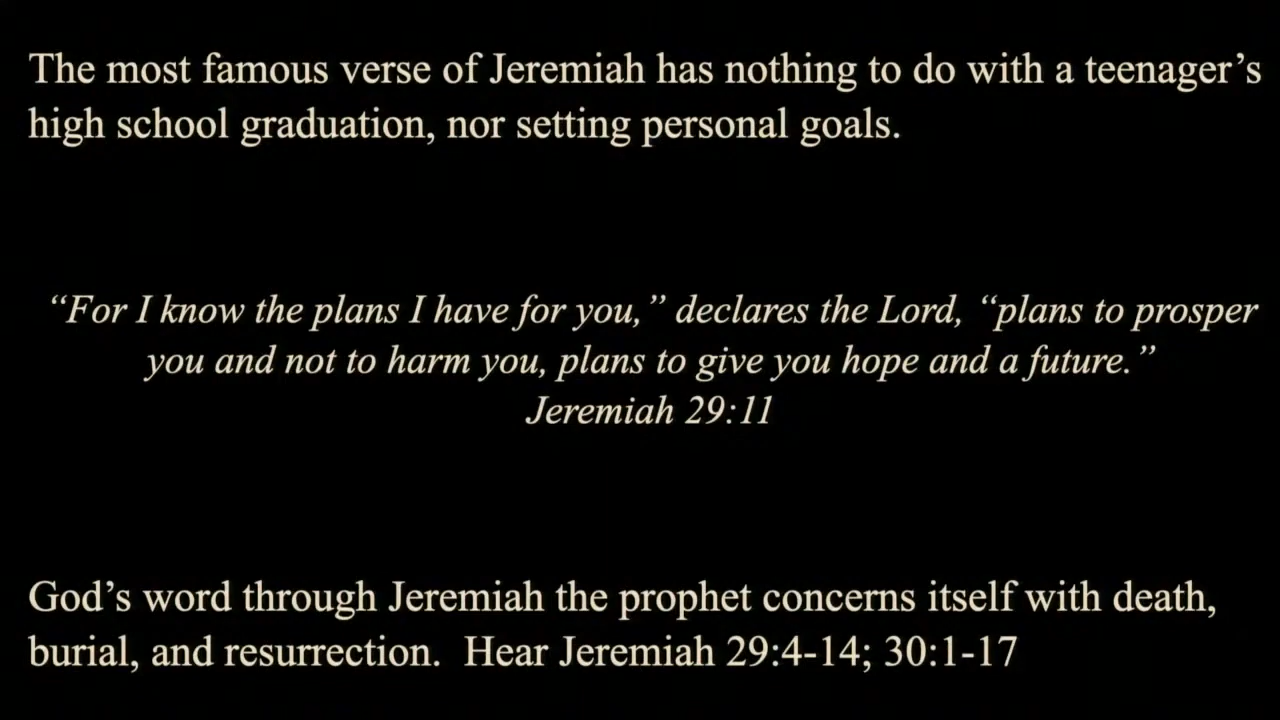 The most famous verse of Jeremiah has nothing to do with a teenager’s
high school graduation, nor setting personal goals.
“For I know the plans I have for you,” declares the Lord, “plans to prosper
you and not to harm you, plans to give you hope and a future.”
Jeremiah 29:11
God’s word through Jeremiah the prophet concerns itself with death,
burial, and resurrection.  Hear Jeremiah 29:4-14; 30:1-17